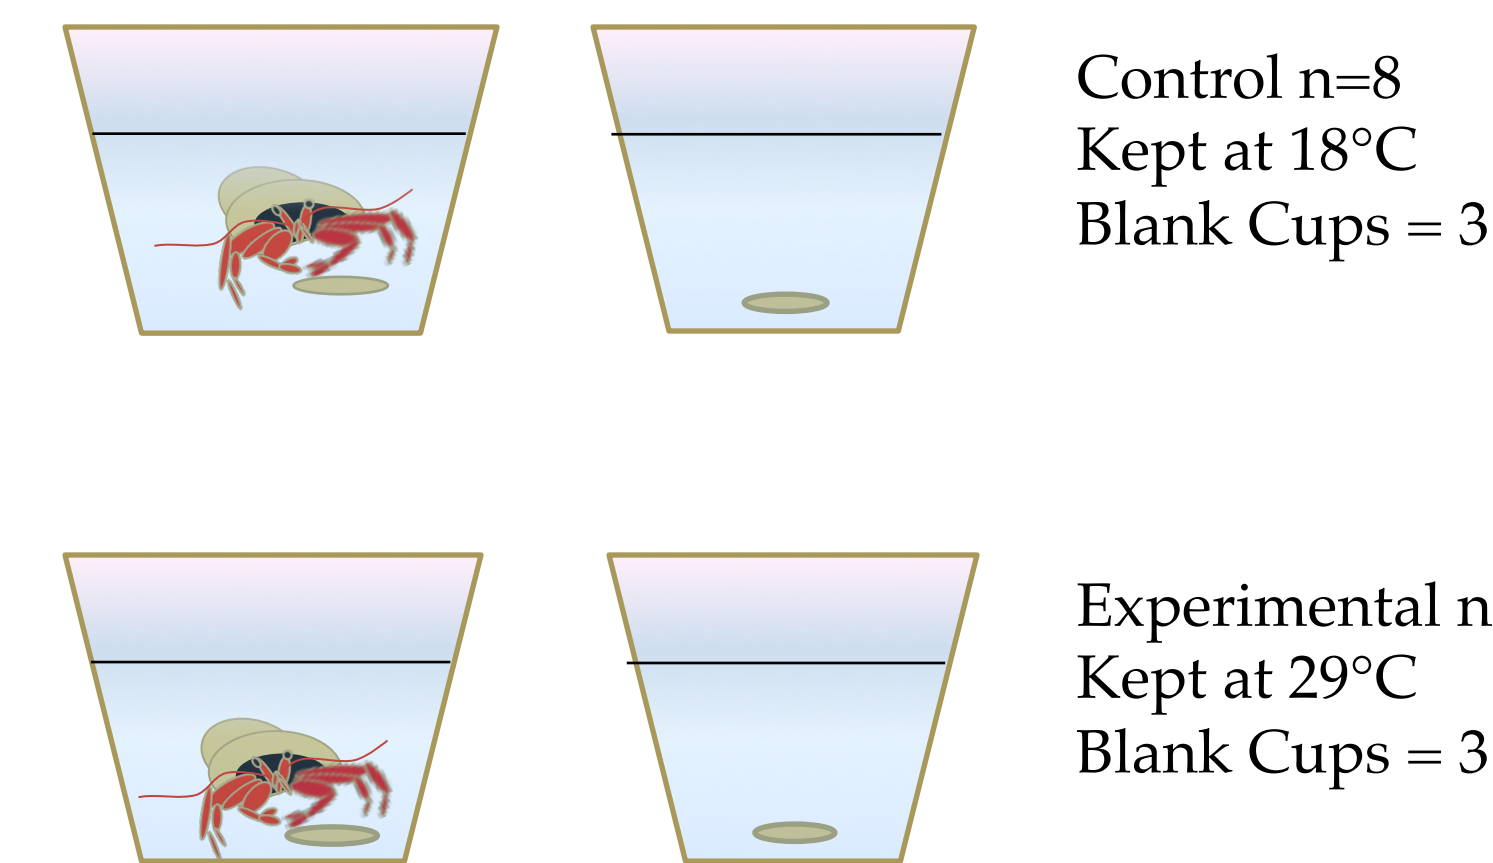 Control n=8
Kept at 18°C
Blank Cups = 3
Experimental n
Kept at 29°C
Blank Cups = 3